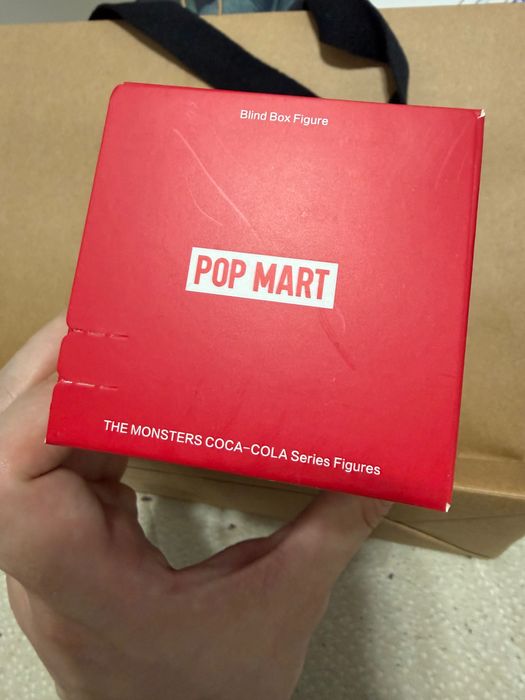 Blind Box Figure
POP MART
THE MONSTERS COCA-COLA Series Figures